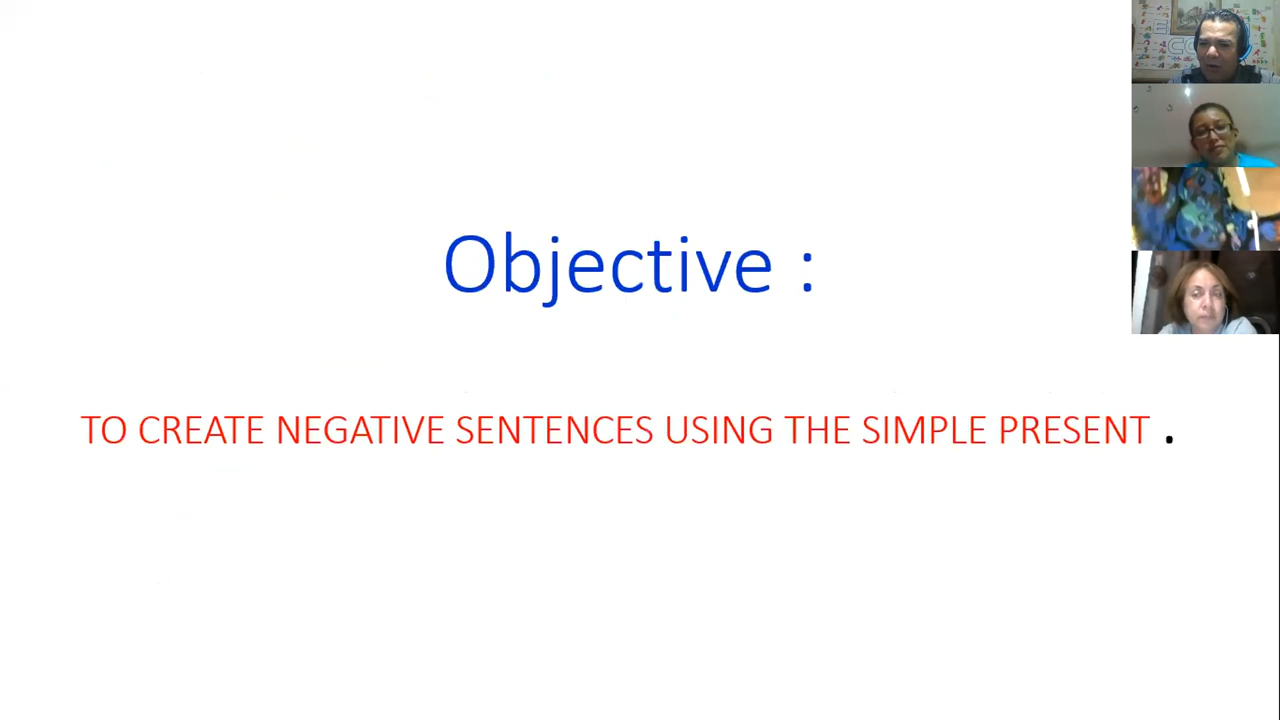 Objective :
TO CREATE NEGATIVE SENTENCES USING THE SIMPLE PRESENT .